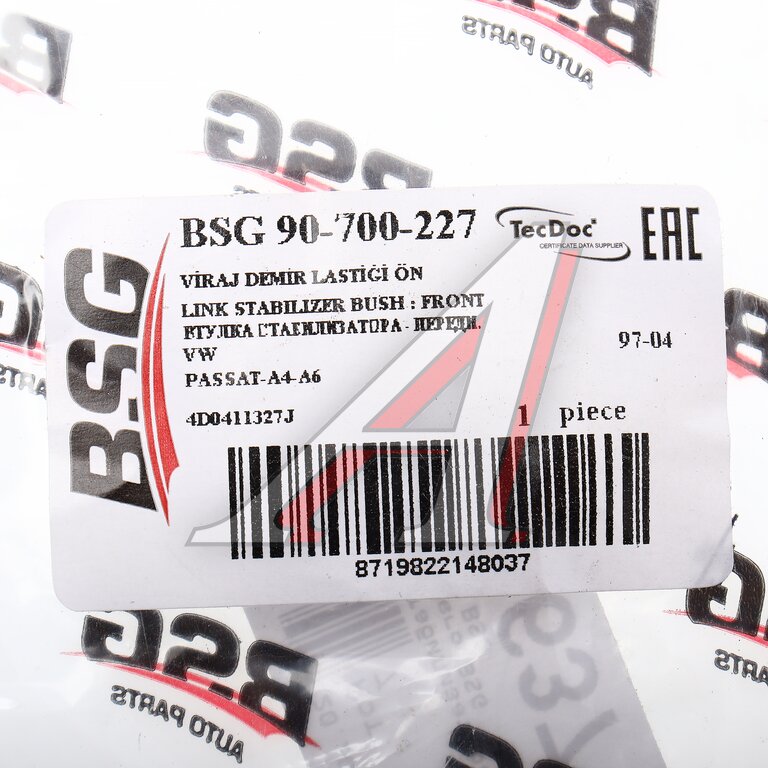 BSG
AUTO PARTS
BSG
BSG
BSG 90-700-227
TecDoc
CERTIFICATE DATA SUPPLIER
EAC
VİRAJ DEMİR LASTİĞİ ÖN
LINK STABILIZER BUSH : FRONT
ВТУЛКА СТАБИЛИЗАТОРА - ПЕРЕДН.
VW
97-04
PASSAT-A4-A6
4D0411327J
1 piece
8719822148037
BSG
AUTO PARTS
PARTS